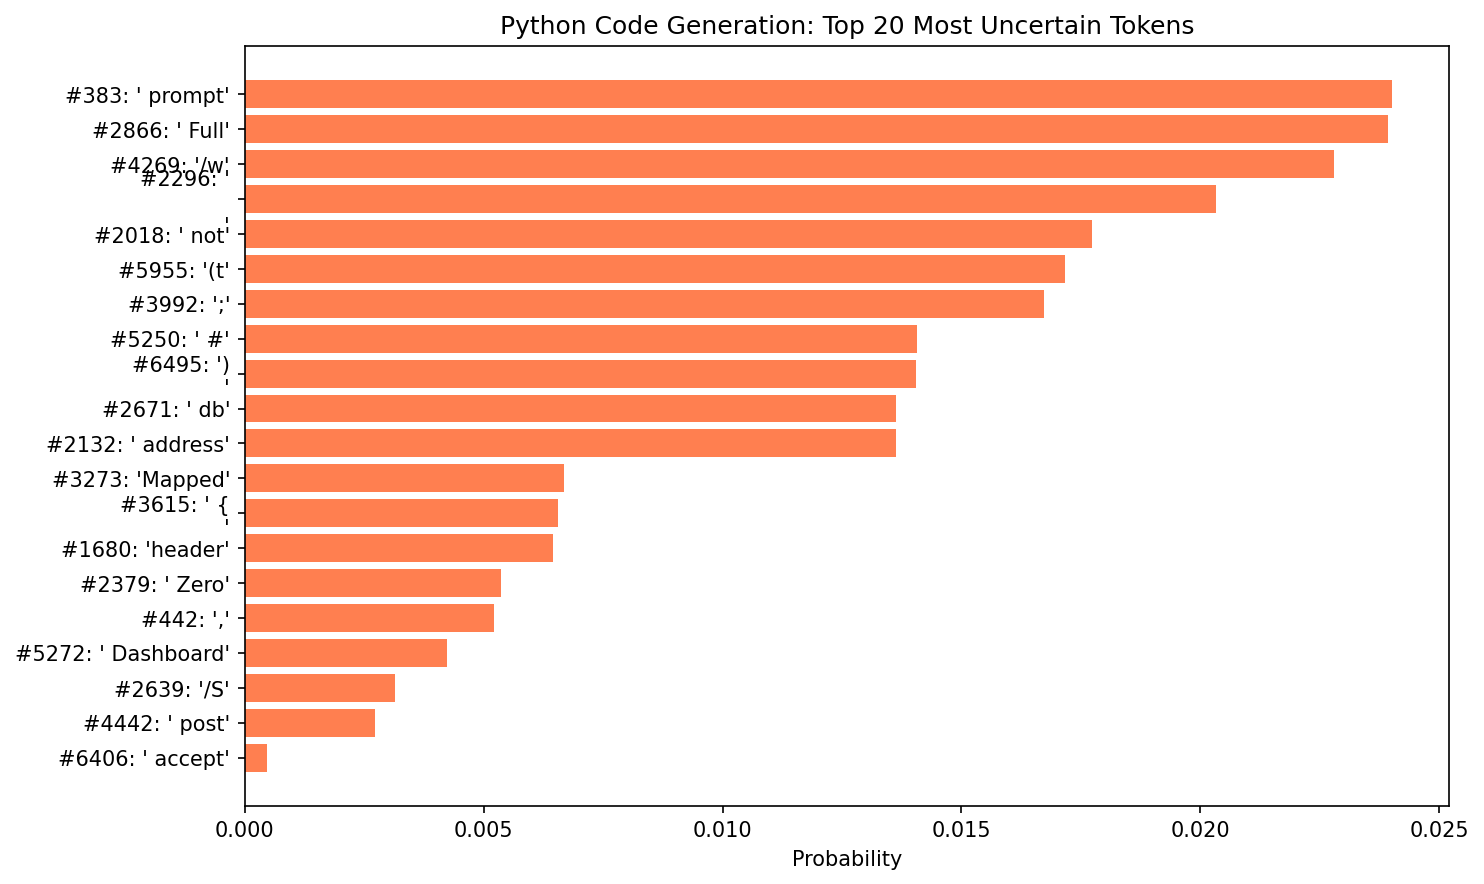 Python Code Generation: Top 20 Most Uncertain Tokens
#383: ' prompt'
#2866: ' Full'
#4269: '/w'
#2296: '
'
#2018: ' not'
#5955: '(t'
#3992: ';'
#5250: ' #'
#6495: ')
'
#2671: ' db'
#2132: ' address'
#3273: 'Mapped'
#3615: ' {
'
#1680: 'header'
#2379: ' Zero'
#442: ','
#5272: ' Dashboard'
#2639: '/S'
#4442: ' post'
#6406: ' accept'
0.000 0.005 0.010 0.015 0.020 0.025
Probability